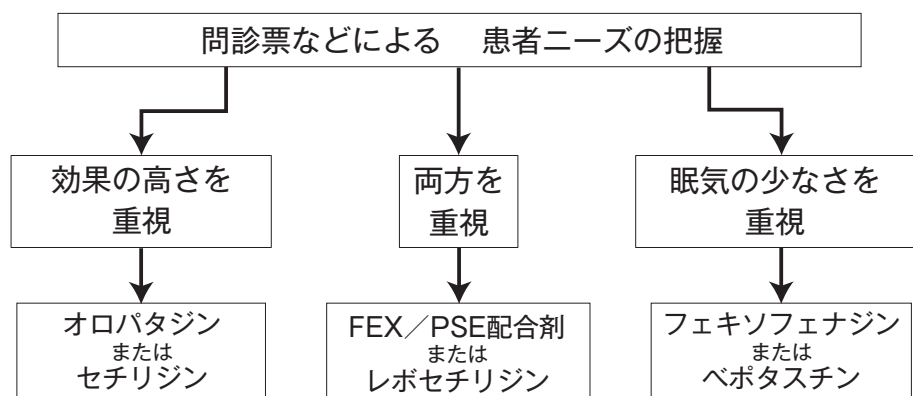 問診票などによる　患者ニーズの把握
効果の高さを
重視
両方を
重視
眠気の少なさを
重視
オロパタジン
または
セチリジン
FEX／PSE配合剤
または
レボセチリジン
フェキソフェナジン
または
ベポタスチン